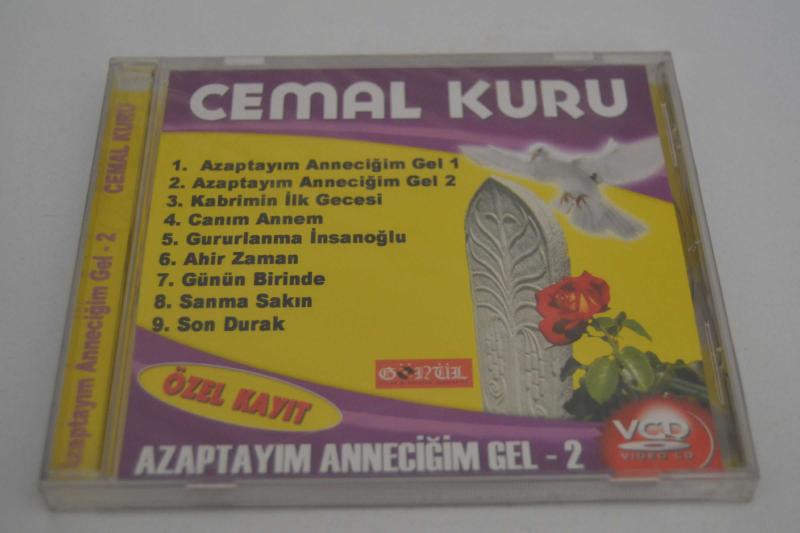 CEMAL KURU
1. Azaptayım Anneciğim Gel 1
2. Azaptayım Anneciğim Gel 2
3. Kabrimin İlk Gecesi
4. Canım Annem
5. Gururlanma İnsanoğlu
6. Ahir Zaman
7. Günün Birinde
8. Sanma Sakın
9. Son Durak
GÖNÜL
ÖZEL KAYIT
VCD
VIDEO CD
AZAPTAYIM ANNECİĞİM GEL - 2
Azaptayım Anneciğim Gel - 2 CEMAL KURU